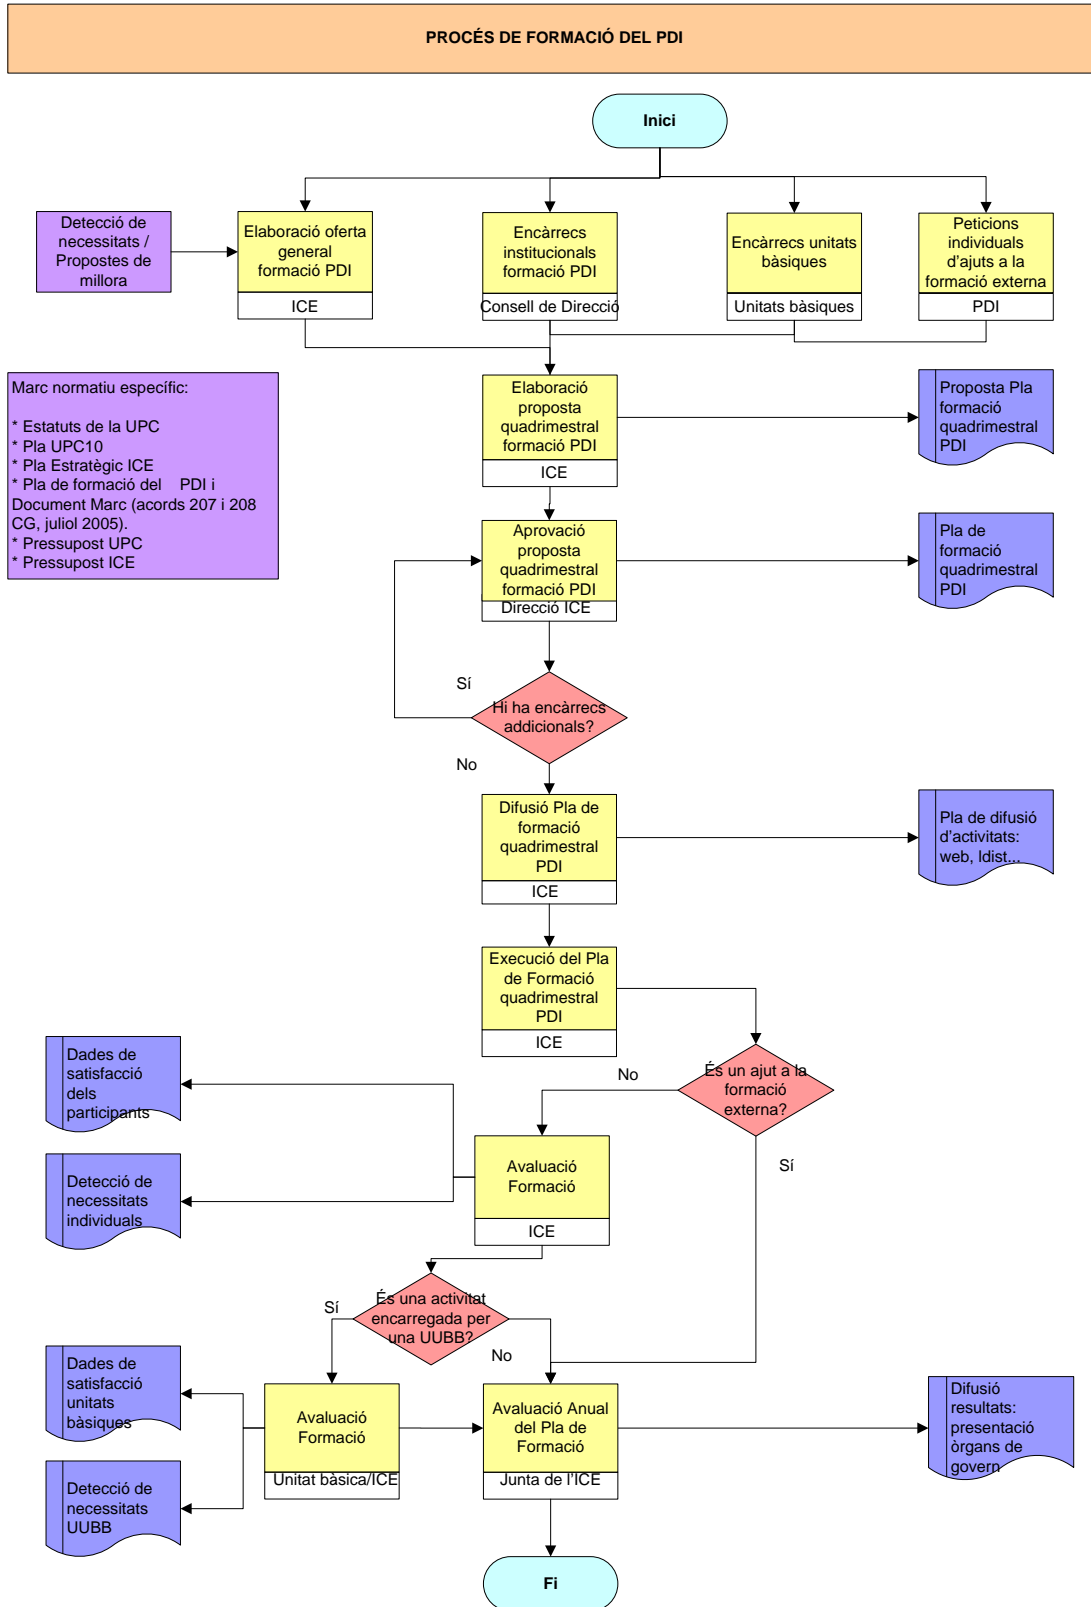 PROCÉS DE FORMACIÓ DEL PDI
Inici
Detecció de
necessitats /
Propostes de
millora
Elaboració oferta
general
formació PDI
ICE
Encàrrecs
institucionals
formació PDI
Consell de Direcció
Encàrrecs unitats
bàsiques
Unitats bàsiques
Peticions
individuals
d'ajuts a la
formació externa
PDI
Marc normatiu específic:
* Estatuts de la UPC
* Pla UPC10
* Pla Estratègic ICE
* Pla de formació del PDI i
Document Marc (acords 207 i 208
CG, juliol 2005).
* Pressupost UPC
* Pressupost ICE
Elaboració
proposta
quadrimestral
formació PDI
ICE
Proposta Pla
formació
quadrimestral
PDI
Aprovació
proposta
quadrimestral
formació PDI
Direcció ICE
Pla de
formació
quadrimestral
PDI
Sí
Hi ha encàrrecs
addicionals?
No
Difusió Pla de
formació
quadrimestral
PDI
ICE
Pla de difusió
d'activitats:
web, ldist...
Execució del Pla
de Formació
quadrimestral
PDI
ICE
És un ajut a la
formació
externa?
No
Sí
Dades de
satisfacció
dels
participants
Detecció de
necessitats
individuals
Avaluació
Formació
ICE
És una activitat
encarregada per
una UUBB?
Sí
No
Dades de
satisfacció
unitats
bàsiques
Detecció de
necessitats
UUBB
Avaluació
Formació
Unitat bàsica/ICE
Avaluació Anual
del Pla de
Formació
Junta de l'ICE
Difusió
resultats:
presentació
òrgans de
govern
Fi